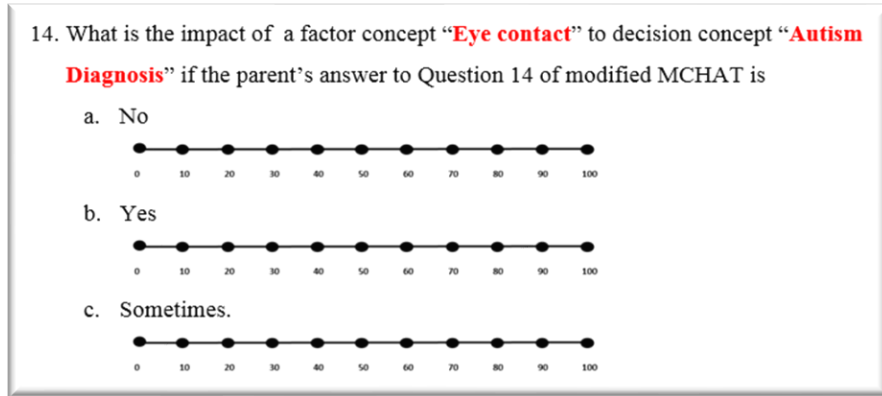 14. What is the impact of a factor concept “Eye contact” to decision concept “Autism
Diagnosis” if the parent’s answer to Question 14 of modified MCHAT is
a. No
0 10 20 30 40 50 60 70 80 90 100
b. Yes
0 10 20 30 40 50 60 70 80 90 100
c. Sometimes.
0 10 20 30 40 50 60 70 80 90 100